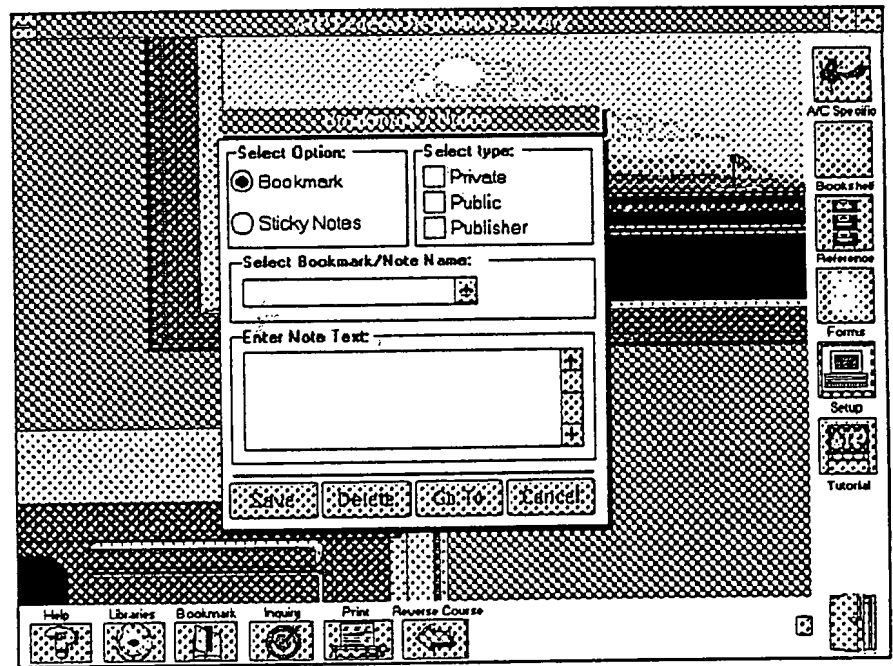 A/C Specific
Select Option:
Select type:
Bookmark
Private
Public
Sticky Notes
Publisher
Bookshelf
Reference
Select Bookmark/Note Name:
Enter Note Text:
Forms
Setup
ATP
Tutorial
Save
Delete
Go To
Cancel
Help
Libraries
Bookmark
Inquiry
Print
Reverse Course